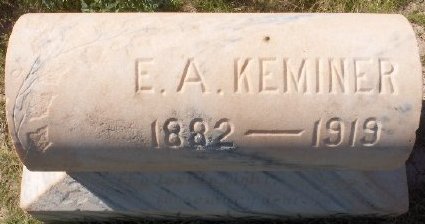 E. A. KEMINER
1882 — 1919